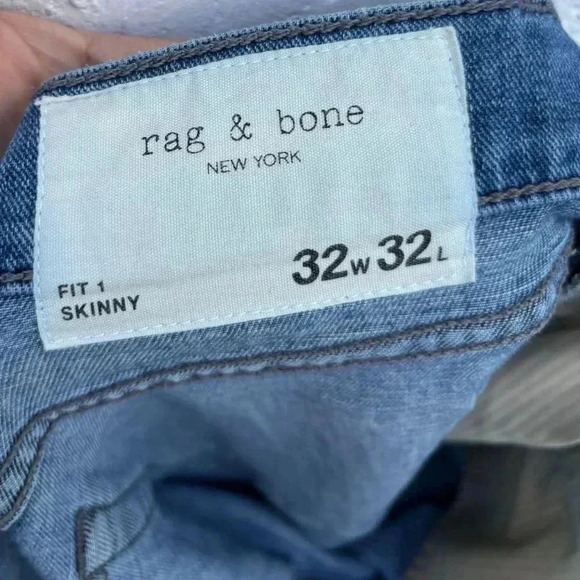 rag & bone
NEW YORK
FIT 1
SKINNY
32W 32L